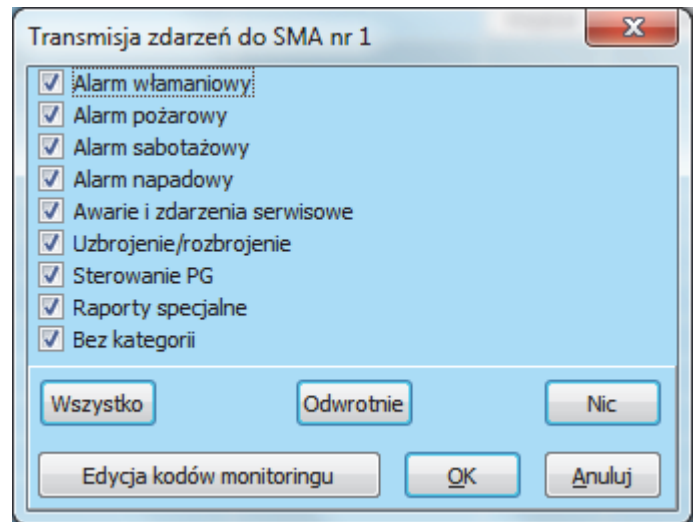 Transmisja zdarzeń do SMA nr 1
Alarm włamaniowy
Alarm pożarowy
Alarm sabotażowy
Alarm napadowy
Awarie i zdarzenia serwisowe
Uzbrojenie/rozbrojenie
Sterowanie PG
Raporty specjalne
Bez kategorii
Wszystko Odwrotnie Nic
Edycja kodów monitoringu OK Anuluj